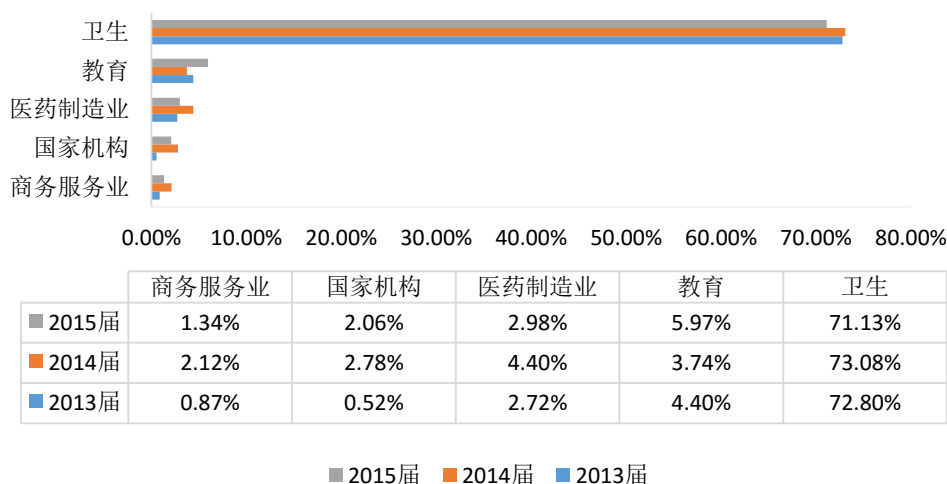 卫生
教育
医药制造业
国家机构
商务服务业
0.00% 10.00% 20.00% 30.00% 40.00% 50.00% 60.00% 70.00% 80.00%
商务服务业 国家机构 医药制造业 教育 卫生
2015届 1.34% 2.06% 2.98% 5.97% 71.13%
2014届 2.12% 2.78% 4.40% 3.74% 73.08%
2013届 0.87% 0.52% 2.72% 4.40% 72.80%
2015届 2014届 2013届